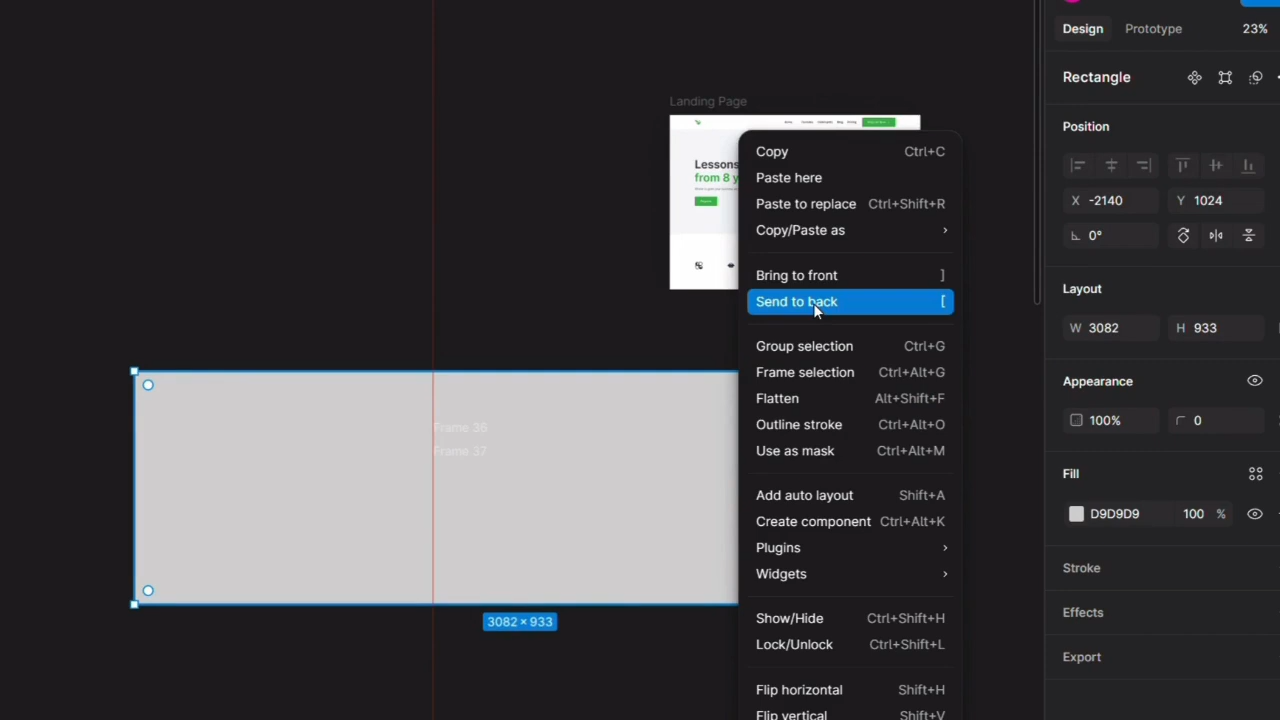 Design Prototype 23%
Rectangle
Position
X -2140 Y 1024
0°
Layout
W 3082 H 933
Appearance
100% 0
Fill
D9D9D9 100 %
Stroke
Effects
Export
Landing Page
Lessons
from 8 y
Copy Ctrl+C
Paste here
Paste to replace Ctrl+Shift+R
Copy/Paste as
Bring to front ]
Send to back [
Group selection Ctrl+G
Frame selection Ctrl+Alt+G
Flatten Alt+Shift+F
Outline stroke Ctrl+Alt+O
Use as mask Ctrl+Alt+M
Add auto layout Shift+A
Create component Ctrl+Alt+K
Plugins
Widgets
Show/Hide Ctrl+Shift+H
Lock/Unlock Ctrl+Shift+L
Flip horizontal Shift+H
Flip vertical Shift+V
Frame 36
Frame 37
3082 × 933